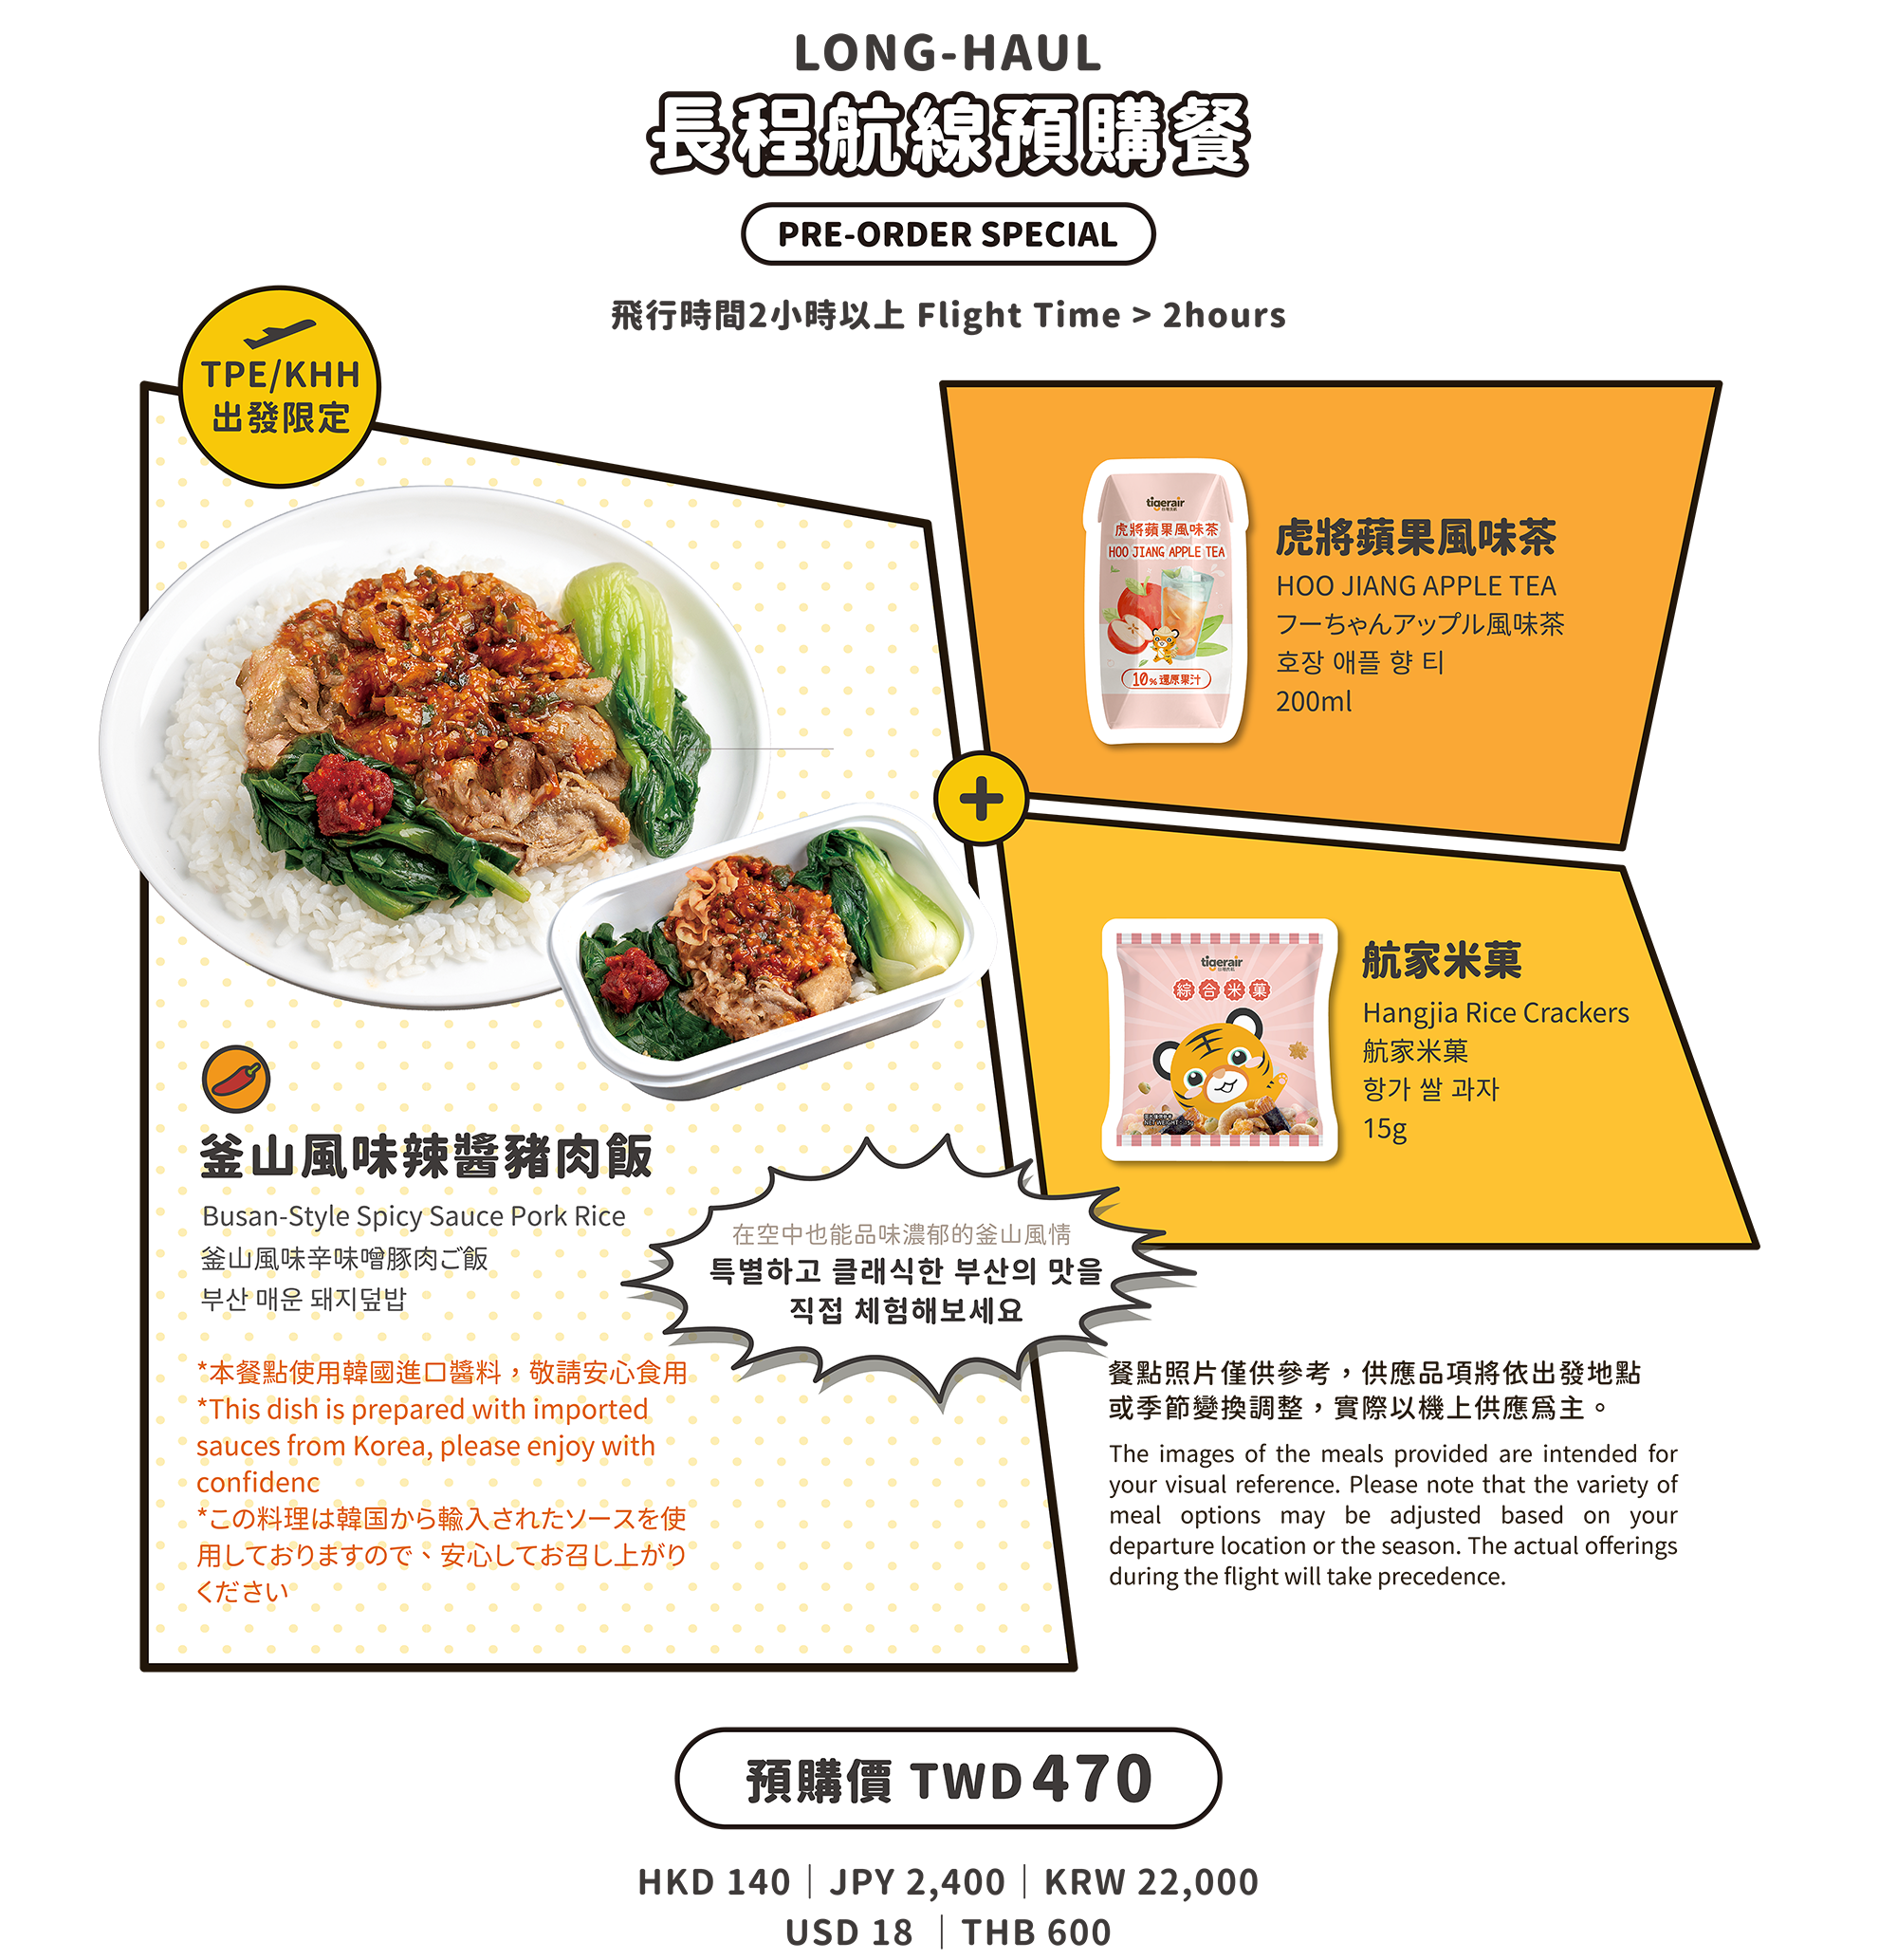 LONG-HAUL
長程航線預購餐
PRE-ORDER SPECIAL
飛行時間2小時以上 Flight Time > 2hours
TPE/KHH
出發限定
tigerair
虎將蘋果風味茶
HOO JIANG APPLE TEA
10% 還原果汁
虎將蘋果風味茶
HOO JIANG APPLE TEA
フーちゃんアップル風味茶
호장 애플 향 티
200ml
+
tigerair
綜合米菓
航家米菓
Hangjia Rice Crackers
航家米菓
항가 쌀 과자
15g
釜山風味辣醬豬肉飯
Busan-Style Spicy Sauce Pork Rice
釜山風味辛味噌豚肉ご飯
부산 매운 돼지덮밥
在空中也能品味濃郁的釜山風情
특별하고 클래식한 부산의 맛을
직접 체험해보세요
*本餐點使用韓國進口醬料，敬請安心食用
*This dish is prepared with imported
sauces from Korea, please enjoy with
confidenc
*この料理は韓国から輸入されたソースを使
用しておりますので、安心してお召し上がり
ください
餐點照片僅供參考，供應品項將依出發地點
或季節變換調整，實際以機上供應為主。
The images of the meals provided are intended for
your visual reference. Please note that the variety of
meal options may be adjusted based on your
departure location or the season. The actual offerings
during the flight will take precedence.
預購價 TWD 470
HKD 140｜JPY 2,400｜KRW 22,000
USD 18｜THB 600